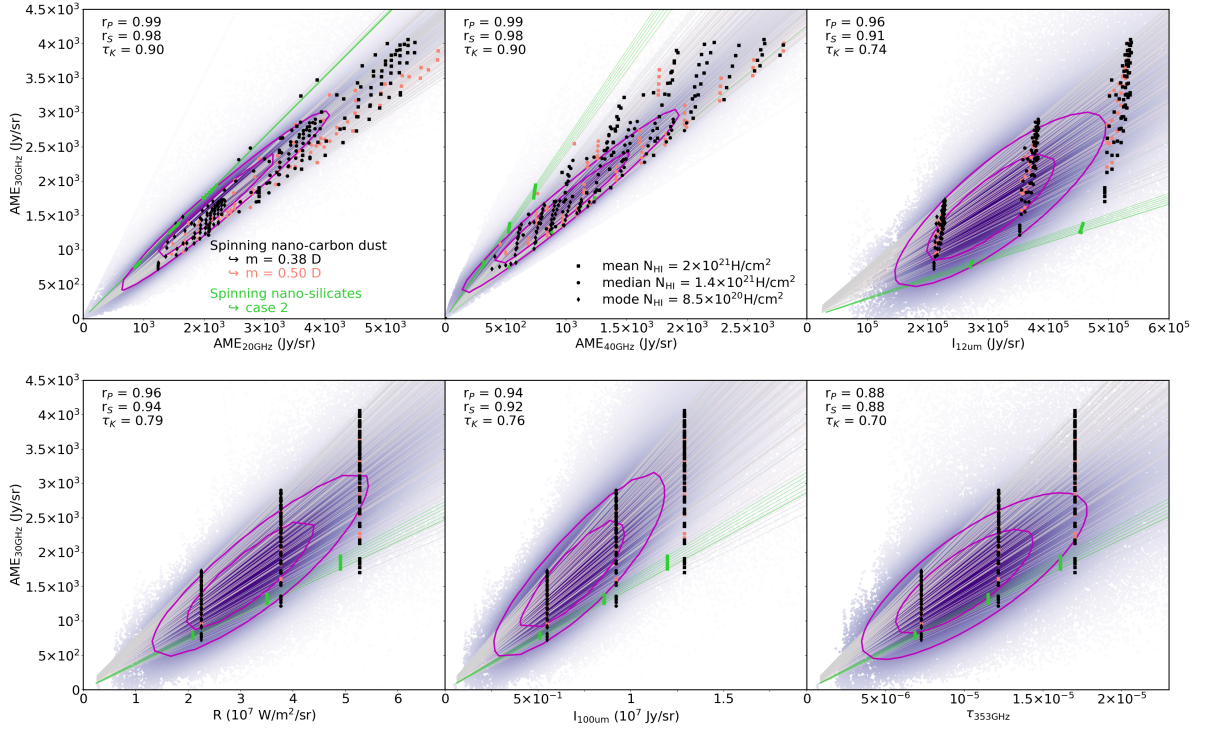 r_P = 0.99
r_S = 0.98
τ_K = 0.90
4.5×10³
4×10³
3.5×10³
3×10³
2.5×10³
2×10³
1.5×10³
10³
5×10²
0
AME_30GHz (Jy/sr)
Spinning nano-carbon dust
↪ m = 0.38 D
↪ m = 0.50 D
Spinning nano-silicates
↪ case 2
0 10³ 2×10³ 3×10³ 4×10³ 5×10³
AME_20GHz (Jy/sr)
r_P = 0.99
r_S = 0.98
τ_K = 0.90
mean N_HI = 2×10²¹H/cm²
median N_HI = 1.4×10²¹H/cm²
mode N_HI = 8.5×10²⁰H/cm²
0 5×10² 10³ 1.5×10³ 2×10³ 2.5×10³
AME_40GHz (Jy/sr)
r_P = 0.96
r_S = 0.91
τ_K = 0.74
0 10⁵ 2×10⁵ 3×10⁵ 4×10⁵ 5×10⁵ 6×10⁵
I_12um (Jy/sr)
r_P = 0.96
r_S = 0.94
τ_K = 0.79
4.5×10³
4×10³
3.5×10³
3×10³
2.5×10³
2×10³
1.5×10³
10³
5×10²
0
AME_30GHz (Jy/sr)
0 1 2 3 4 5 6
R (10⁷ W/m²/sr)
r_P = 0.94
r_S = 0.92
τ_K = 0.76
0 5×10⁻¹ 1 1.5
I_100um (10⁷ Jy/sr)
r_P = 0.88
r_S = 0.88
τ_K = 0.70
0 5×10⁻⁶ 10⁻⁵ 1.5×10⁻⁵ 2×10⁻⁵
τ_353GHz